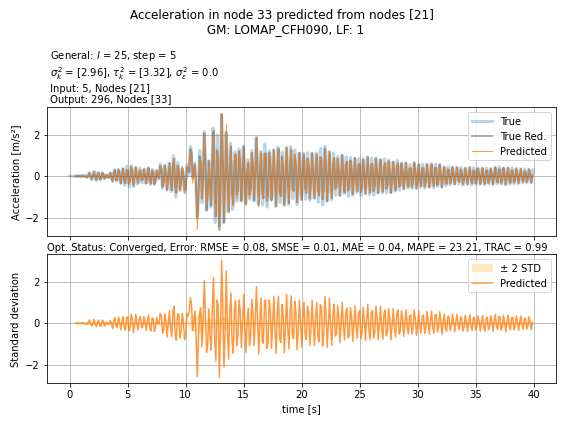 Acceleration in node 33 predicted from nodes [21]
GM: LOMAP_CFH090, LF: 1
General: l = 25, step = 5
σ²ₖ = [2.96], τ²ₖ = [3.32], σ²ε = 0.0
Input: 5, Nodes [21]
Output: 296, Nodes [33]
Acceleration [m/s²]
2
0
−2
True
True Red.
Predicted
Opt. Status: Converged, Error: RMSE = 0.08, SMSE = 0.01, MAE = 0.04, MAPE = 23.21, TRAC = 0.99
Standard deviation
2
0
−2
± 2 STD
Predicted
0 5 10 15 20 25 30 35 40
time [s]